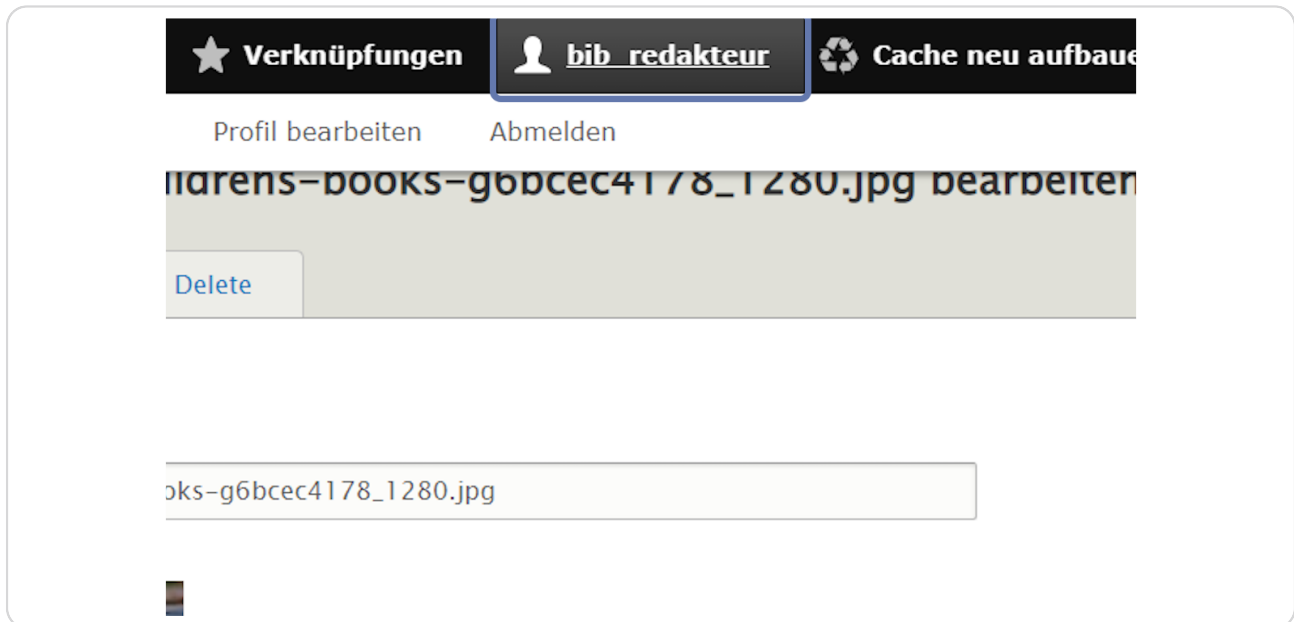 Verknüpfungen bib_redakteur Cache neu aufbaue
Profil bearbeiten Abmelden
ildrens-books-g6bcec4178_1280.jpg bearbeiten
Delete
oks-g6bcec4178_1280.jpg